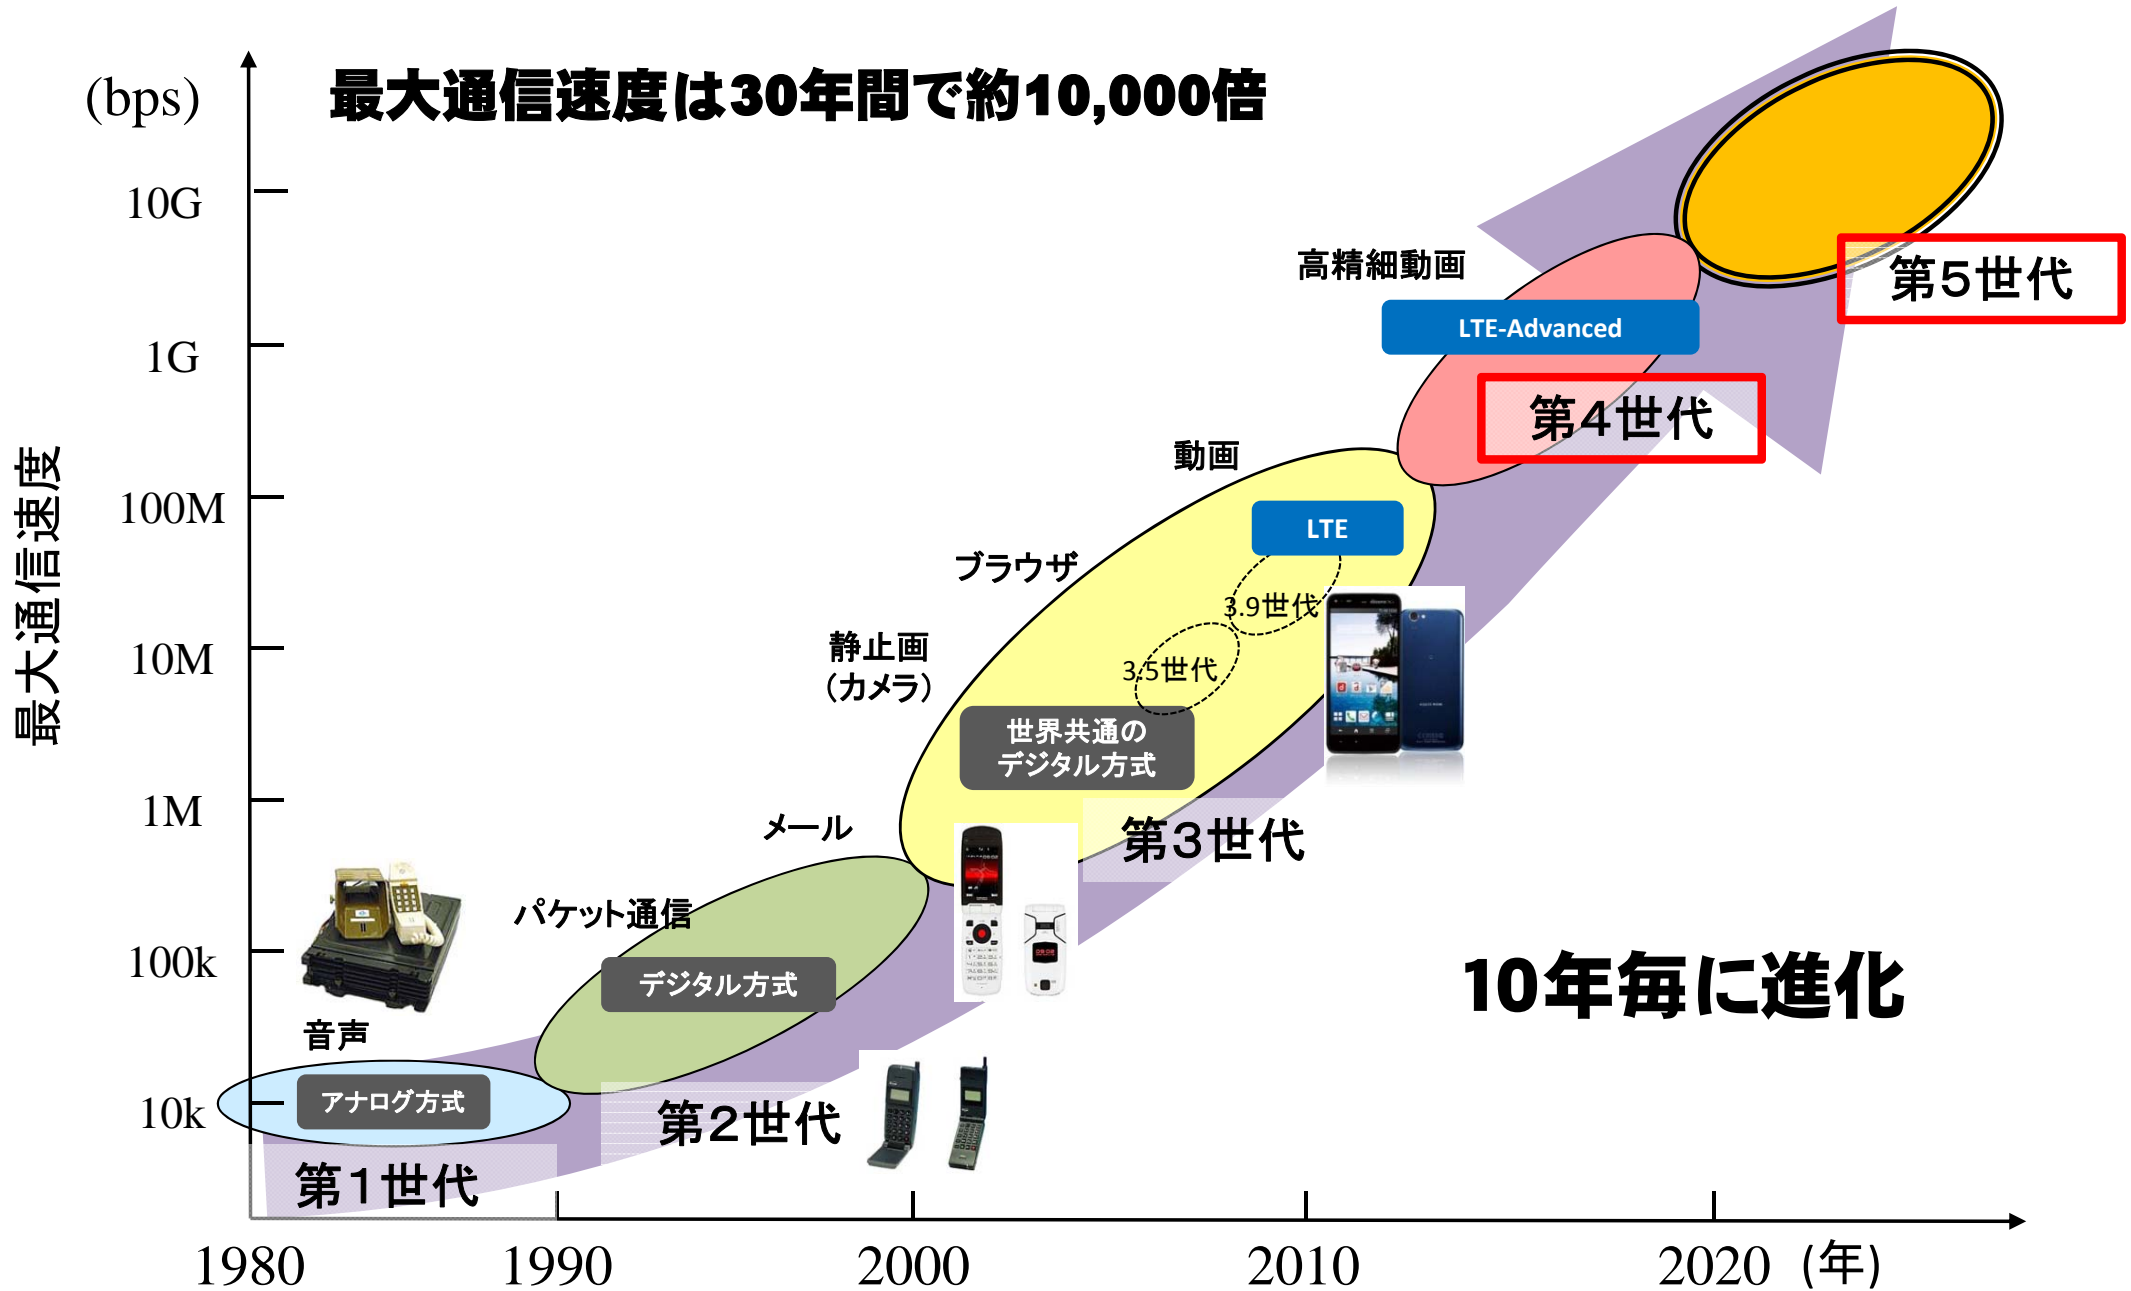 (bps)
最大通信速度は30年間で約10,000倍
10G
1G
100M
10M
1M
100k
10k
最大通信速度
高精細動画
LTE-Advanced
第5世代
第4世代
動画
LTE
ブラウザ
3.9世代
3.5世代
静止画
(カメラ)
世界共通の
デジタル方式
第3世代
メール
パケット通信
デジタル方式
第2世代
音声
アナログ方式
第1世代
10年毎に進化
1980
1990
2000
2010
2020
(年)